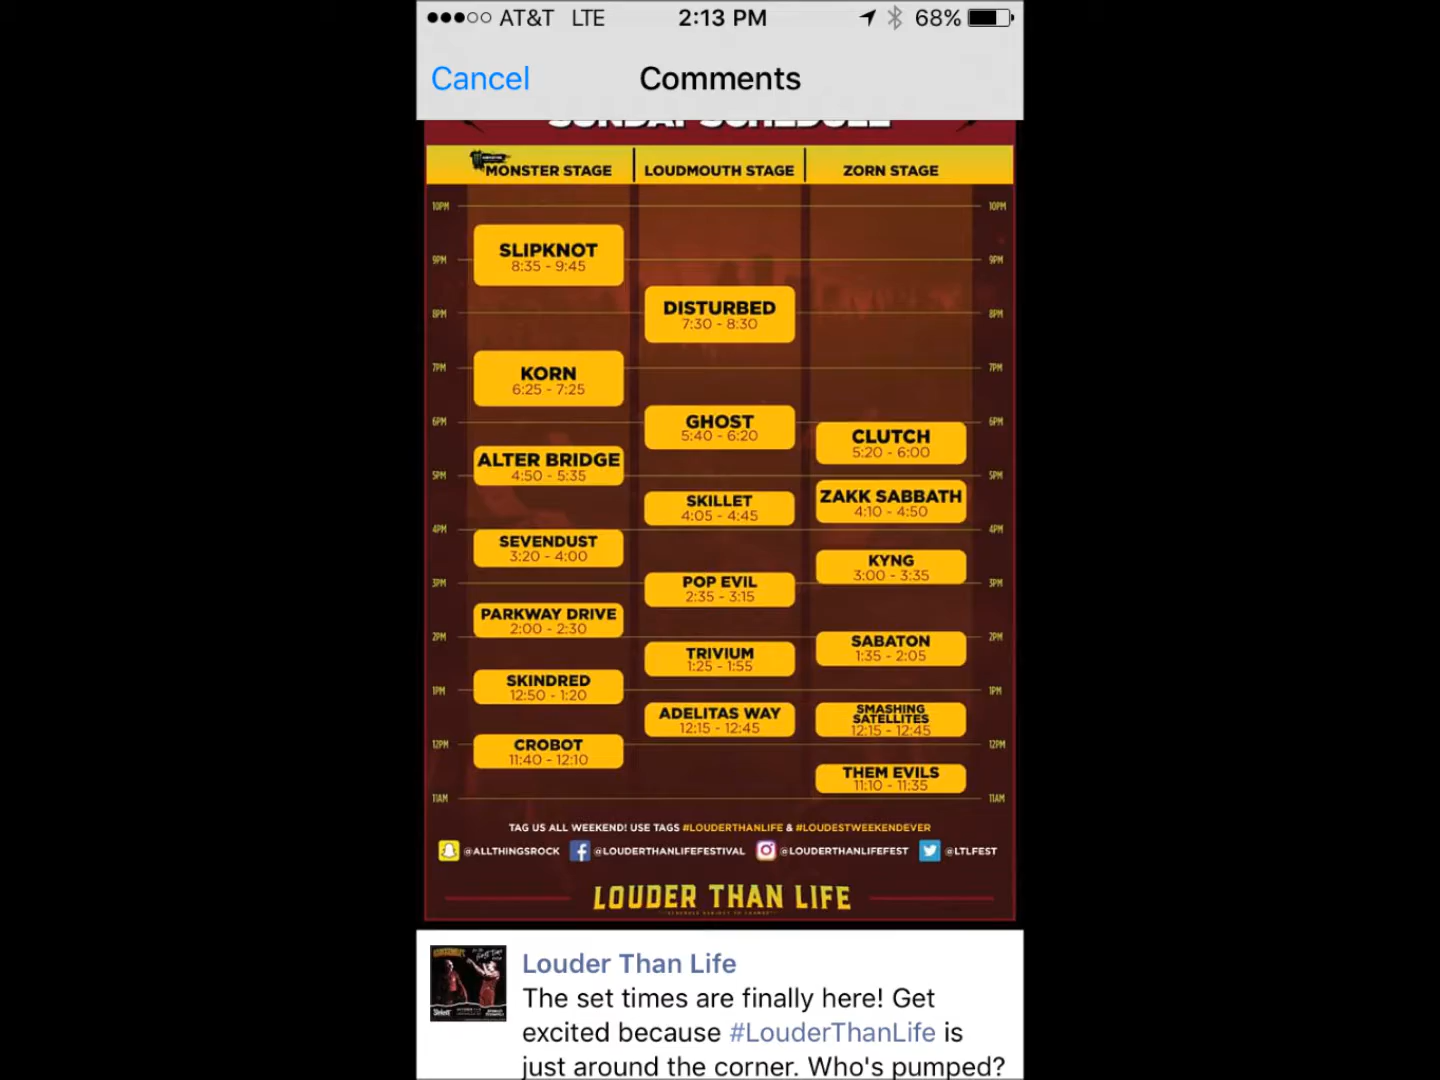 AT&T LTE 2:13 PM 68%
Cancel Comments
SUNDAY SCHEDULE
MONSTER STAGE LOUDMOUTH STAGE ZORN STAGE
10PM 10PM
SLIPKNOT
8:35 - 9:45
9PM 9PM
DISTURBED
7:30 - 8:30
8PM 8PM
KORN
6:25 - 7:25
7PM 7PM
GHOST
5:40 - 6:20
6PM 6PM
CLUTCH
5:20 - 6:00
ALTER BRIDGE
4:50 - 5:35
5PM 5PM
SKILLET
4:05 - 4:45
ZAKK SABBATH
4:10 - 4:50
4PM 4PM
SEVENDUST
3:20 - 4:00
KYNG
3:00 - 3:35
3PM 3PM
POP EVIL
2:35 - 3:15
PARKWAY DRIVE
2:00 - 2:30
2PM 2PM
SABATON
1:35 - 2:05
TRIVIUM
1:25 - 1:55
SKINDRED
12:50 - 1:20
1PM 1PM
ADELITAS WAY
12:15 - 12:45
SMASHING
SATELLITES
12:15 - 12:45
12PM 12PM
CROBOT
11:40 - 12:10
THEM EVILS
11:10 - 11:35
11AM 11AM
TAG US ALL WEEKEND! USE TAGS #LOUDERTHANLIFE & #LOUDESTWEEKENDEVER
@ALLTHINGSROCK @LOUDERTHANLIFEFESTIVAL @LOUDERTHANLIFEFEST @LTLFEST
LOUDER THAN LIFE
Louder Than Life
The set times are finally here! Get
excited because #LouderThanLife is
just around the corner. Who's pumped?